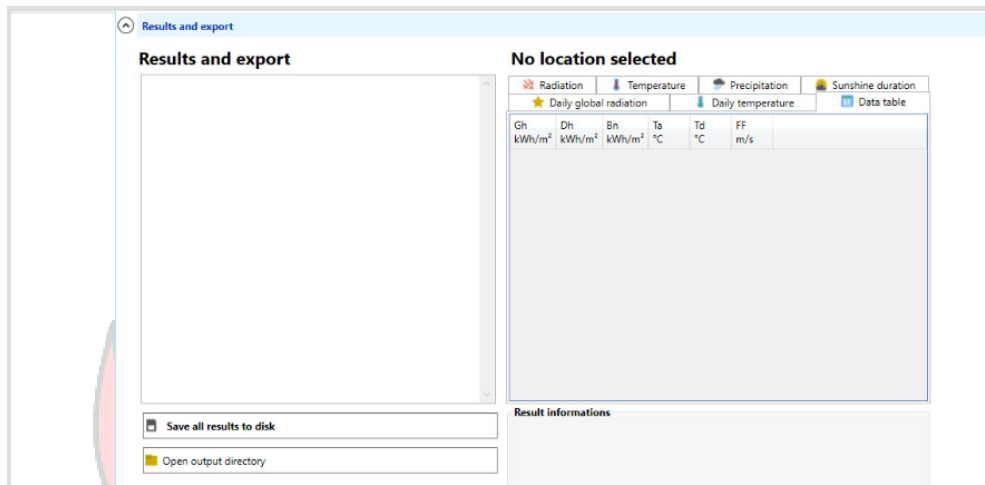 Results and export
Results and export
No location selected
Radiation
Temperature
Precipitation
Sunshine duration
Daily global radiation
Daily temperature
Data table
Gh Dh Bn Ta Td FF
kWh/m² kWh/m² kWh/m² °C °C m/s
Save all results to disk
Open output directory
Result informations